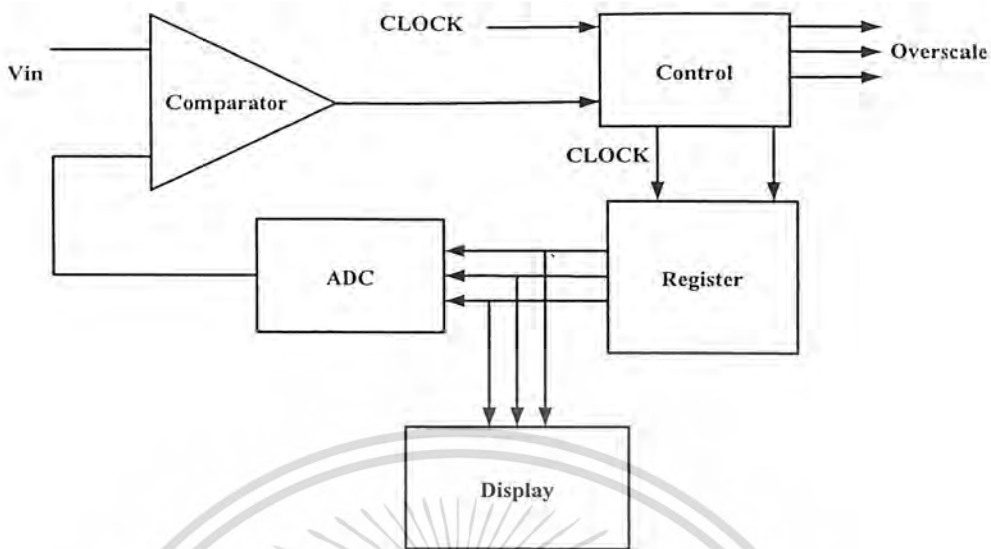 CLOCK
Vin
Comparator
Control
Overscale
CLOCK
ADC
Register
Display